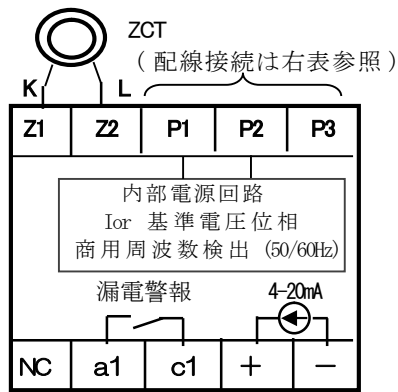 ZCT
（配線接続は右表参照）
K L
Z1 Z2 P1 P2 P3
内部電源回路
Ior 基準電圧位相
商用周波数検出 (50/60Hz)
漏電警報 4-20mA
NC a1 c1 + −